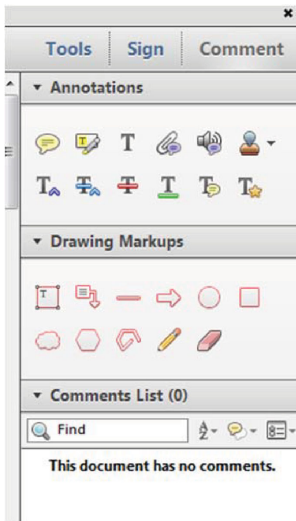 Tools Sign Comment
Annotations
Drawing Markups
Comments List (0)
Find
This document has no comments.